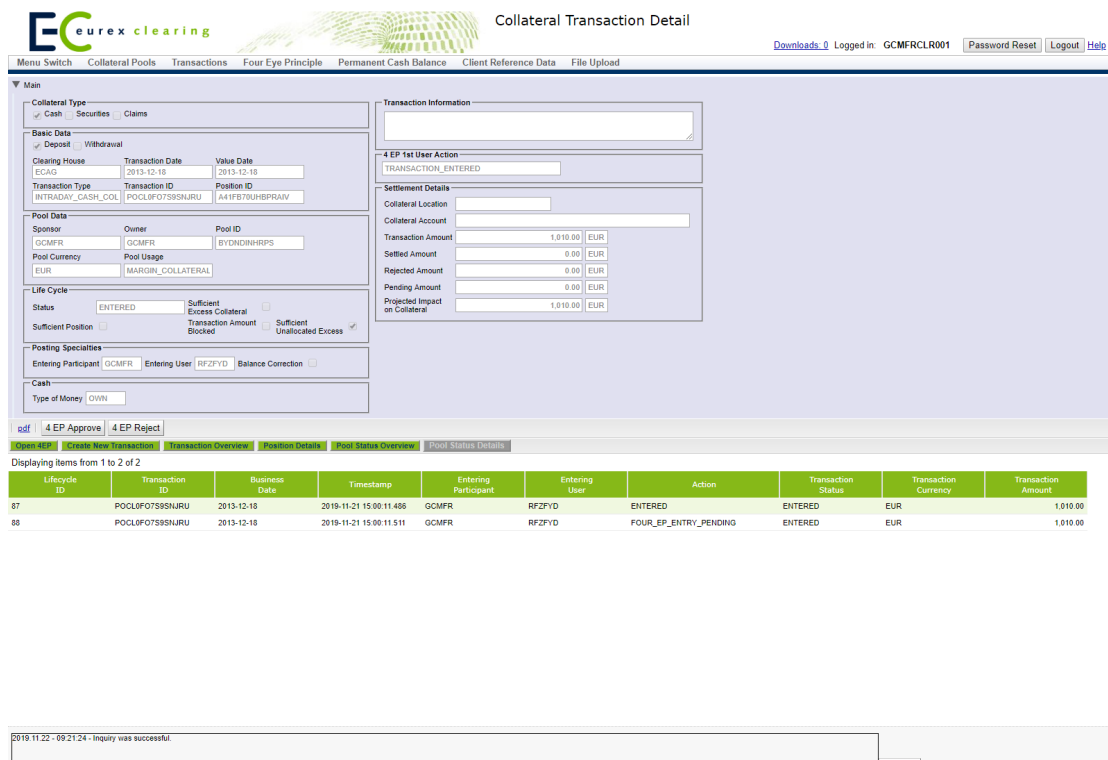 eurex clearing
Collateral Transaction Detail
Downloads: 0 Logged in: GCMFRCLR001 Password Reset Logout Help
Menu Switch Collateral Pools Transactions Four Eye Principle Permanent Cash Balance Client Reference Data File Upload
Main
Collateral Type
Cash Securities Claims
Basic Data
Deposit Withdrawal
Clearing House Transaction Date Value Date
ECAG 2013-12-18 2013-12-18
Transaction Type Transaction ID Position ID
INTRADAY_CASH_COL POCL0FO7S9SNJRU A41FB70UHBPRAIV
Pool Data
Sponsor Owner Pool ID
GCMFR GCMFR BYDNDINHRPS
Pool Currency Pool Usage
EUR MARGIN_COLLATERAL
Life Cycle
Status ENTERED Sufficient
Excess Collateral
Sufficient Position Transaction Amount
Blocked Sufficient
Unallocated Excess
Posting Specialties
Entering Participant GCMFR Entering User RFZFYD Balance Correction
Cash
Type of Money OWN
Transaction Information
4 EP 1st User Action
TRANSACTION_ENTERED
Settlement Details
Collateral Location
Collateral Account
Transaction Amount 1,010.00 EUR
Settled Amount 0.00 EUR
Rejected Amount 0.00 EUR
Pending Amount 0.00 EUR
Projected Impact
on Collateral 1,010.00 EUR
pdf 4 EP Approve 4 EP Reject
Open 4EP Create New Transaction Transaction Overview Position Details Pool Status Overview Pool Status Details
Displaying items from 1 to 2 of 2
Lifecycle ID Transaction ID Business Date Timestamp Entering Participant Entering User Action Transaction Status Transaction Currency Transaction Amount
87 POCL0FO7S9SNJRU 2013-12-18 2019-11-21 15:00:11.486 GCMFR RFZFYD ENTERED ENTERED EUR 1,010.00
88 POCL0FO7S9SNJRU 2013-12-18 2019-11-21 15:00:11.511 GCMFR RFZFYD FOUR_EP_ENTRY_PENDING ENTERED EUR 1,010.00
2019.11.22 - 09:21:24 - Inquiry was successful.